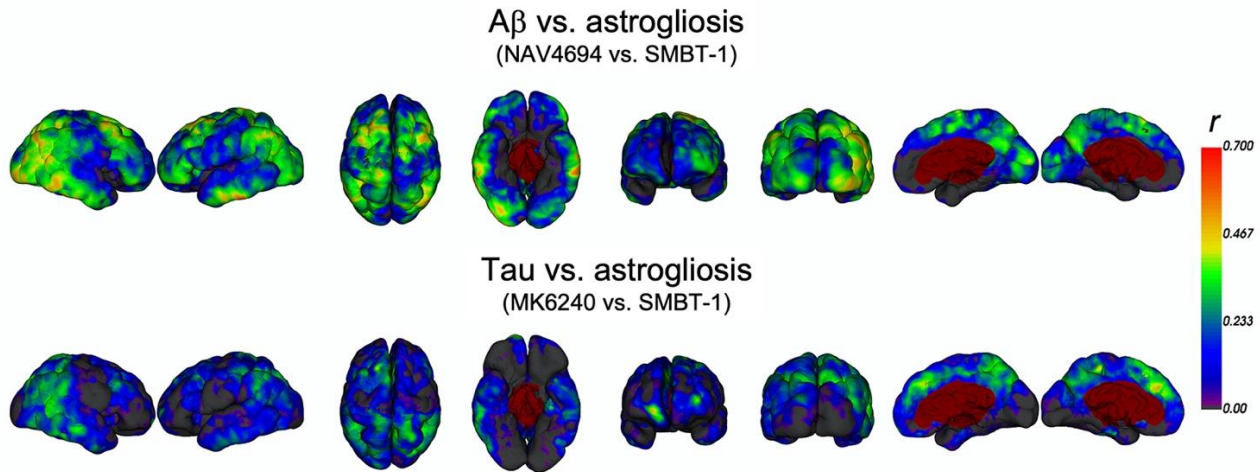 Aβ vs. astrogliosis
(NAV4694 vs. SMBT-1)
r
0.700
0.467
0.233
0.00
Tau vs. astrogliosis
(MK6240 vs. SMBT-1)